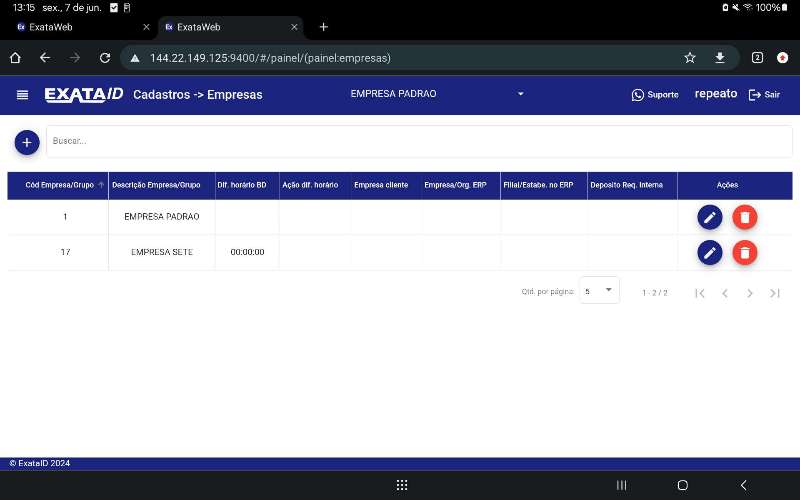 13:15 sex., 7 de jun. 100%
ExataWeb
ExataWeb
144.22.149.125:9400/#/painel/(painel:empresas)
2
EXATAID Cadastros -> Empresas EMPRESA PADRAO Suporte repeato Sair
Buscar...
Cód Empresa/Grupo Descrição Empresa/Grupo Dif. horário BD Ação dif. horário Empresa cliente Empresa/Org. ERP Filial/Estabe. no ERP Deposito Req. Interna Ações
1 EMPRESA PADRAO
17 EMPRESA SETE 00:00:00
Qtd. por página: 5 1 - 2 / 2
© ExataID 2024